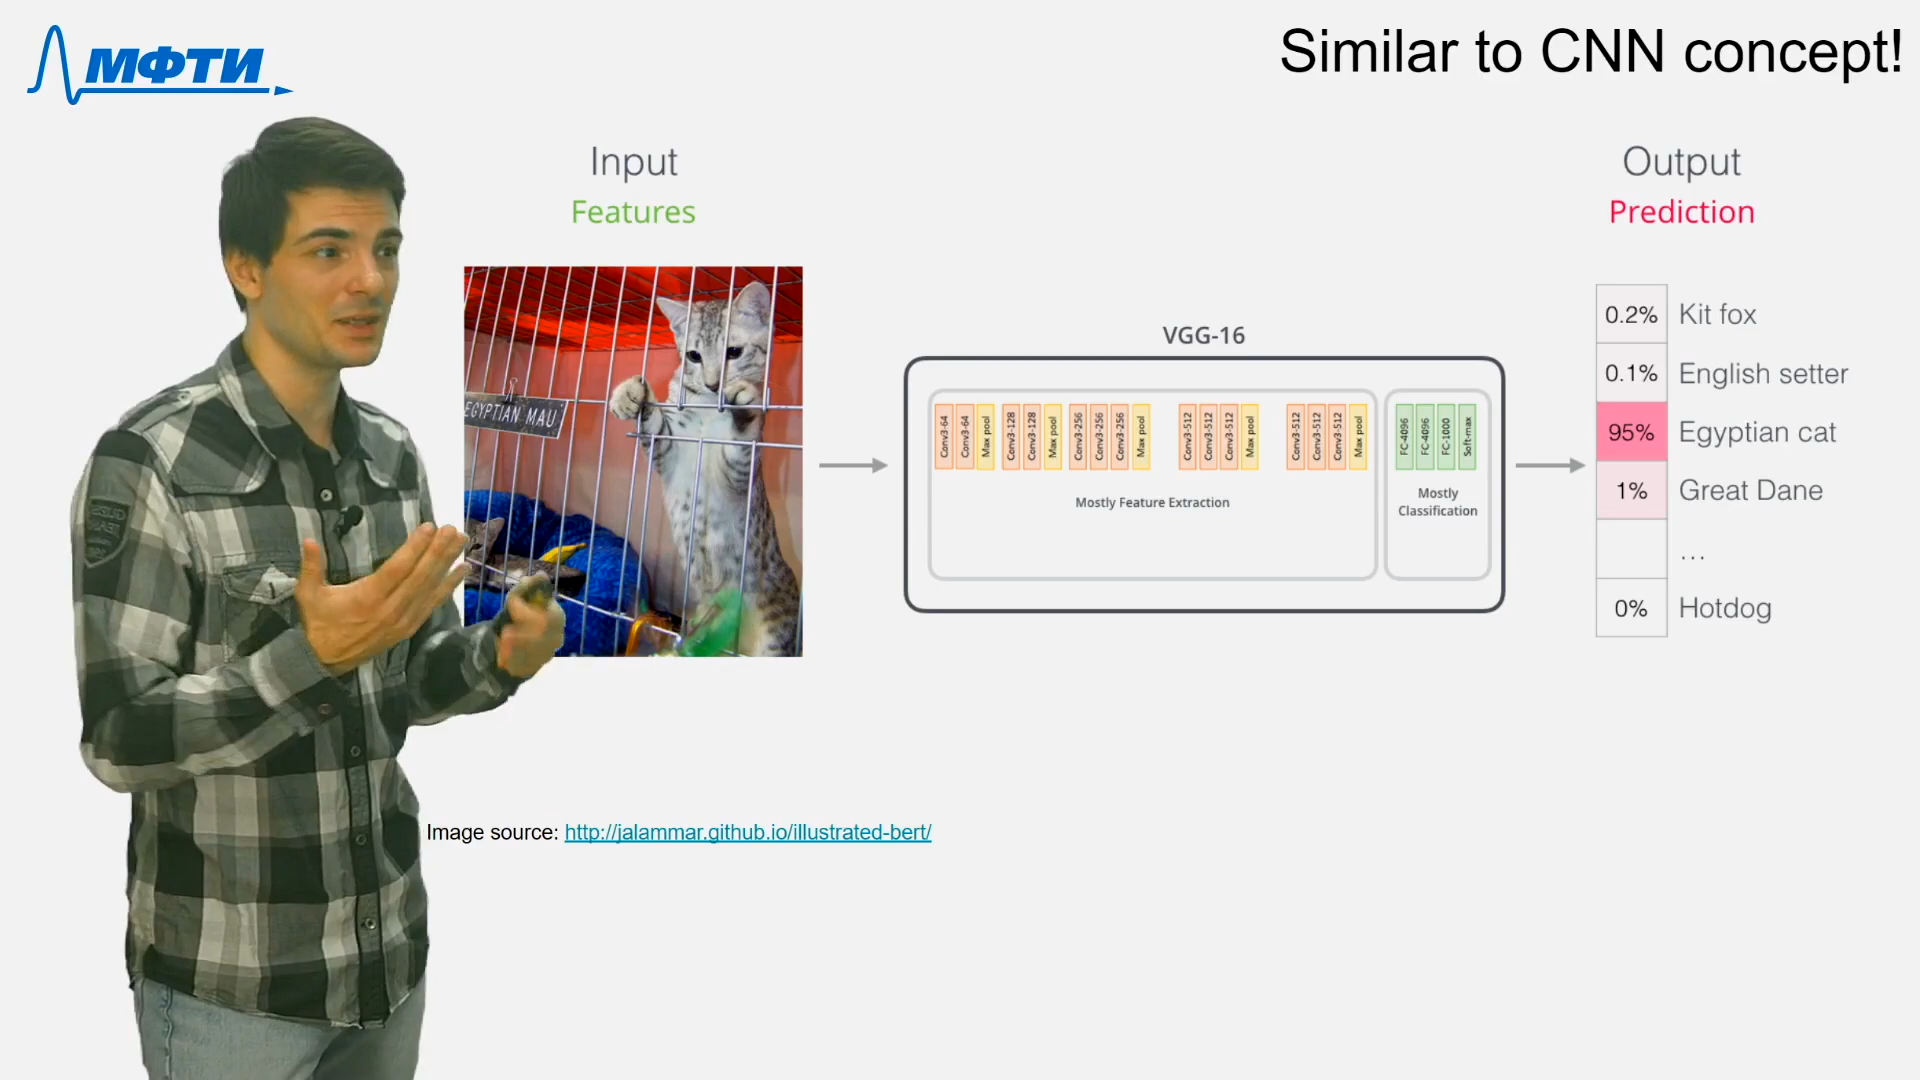 МФТИ
Similar to CNN concept!
Input
Features
Output
Prediction
EGYPTIAN MAU
VGG-16
Conv3-64
Conv3-64
Max pool
Conv3-128
Conv3-128
Max pool
Conv3-256
Conv3-256
Conv3-256
Max pool
Conv3-512
Conv3-512
Conv3-512
Max pool
Conv3-512
Conv3-512
Conv3-512
Max pool
FC-4096
FC-4096
FC-1000
Soft-max
Mostly Feature Extraction
Mostly
Classification
0.2% Kit fox
0.1% English setter
95% Egyptian cat
1% Great Dane
...
0% Hotdog
Image source: http://jalammar.github.io/illustrated-bert/